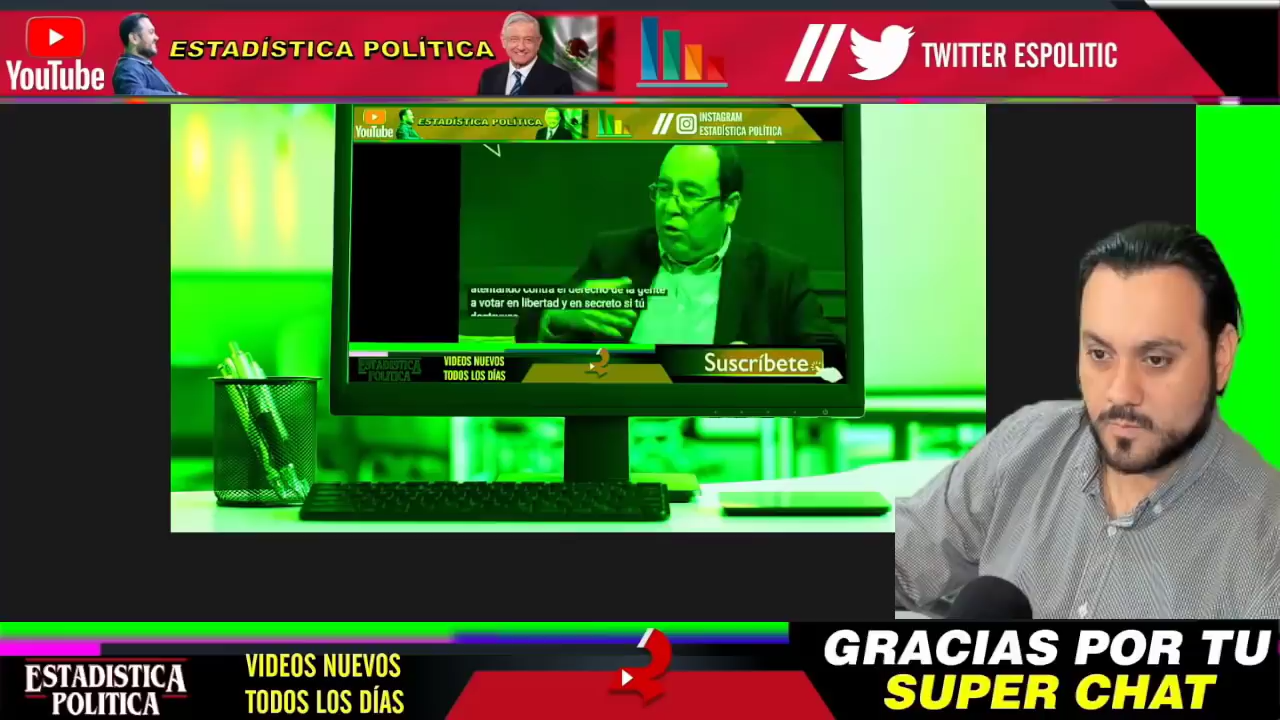 YouTube
ESTADÍSTICA POLÍTICA
TWITTER ESPOLITIC
YouTube
ESTADÍSTICA POLÍTICA
INSTAGRAM
ESTADÍSTICA POLÍTICA
atentando contra el derecho de la gente
a votar en libertad y en secreto si tú
ESTADISTICA
POLITICA
VIDEOS NUEVOS
TODOS LOS DÍAS
Suscríbete
ESTADISTICA
POLITICA
VIDEOS NUEVOS
TODOS LOS DÍAS
GRACIAS POR TU
SUPER CHAT